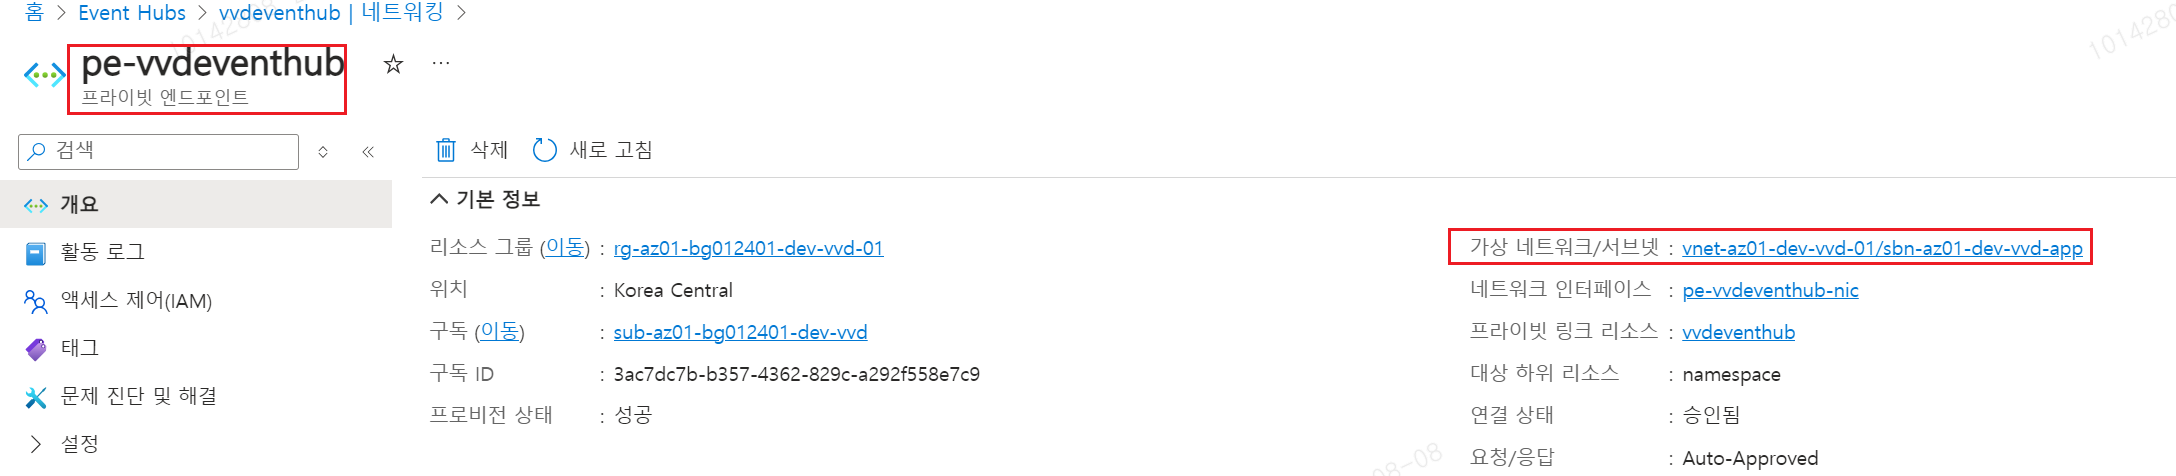 홈 > Event Hubs > vvdeventhub | 네트워킹 >
pe-vvdeventhub
프라이빗 엔드포인트
검색
삭제 새로 고침
개요
활동 로그
액세스 제어(IAM)
태그
문제 진단 및 해결
설정
기본 정보
리소스 그룹 (이동) : rg-az01-bg012401-dev-vvd-01
위치 : Korea Central
구독 (이동) : sub-az01-bg012401-dev-vvd
구독 ID : 3ac7dc7b-b357-4362-829c-a292f558e7c9
프로비전 상태 : 성공
가상 네트워크/서브넷 : vnet-az01-dev-vvd-01/sbn-az01-dev-vvd-app
네트워크 인터페이스 : pe-vvdeventhub-nic
프라이빗 링크 리소스 : vvdeventhub
대상 하위 리소스 : namespace
연결 상태 : 승인됨
요청/응답 : Auto-Approved